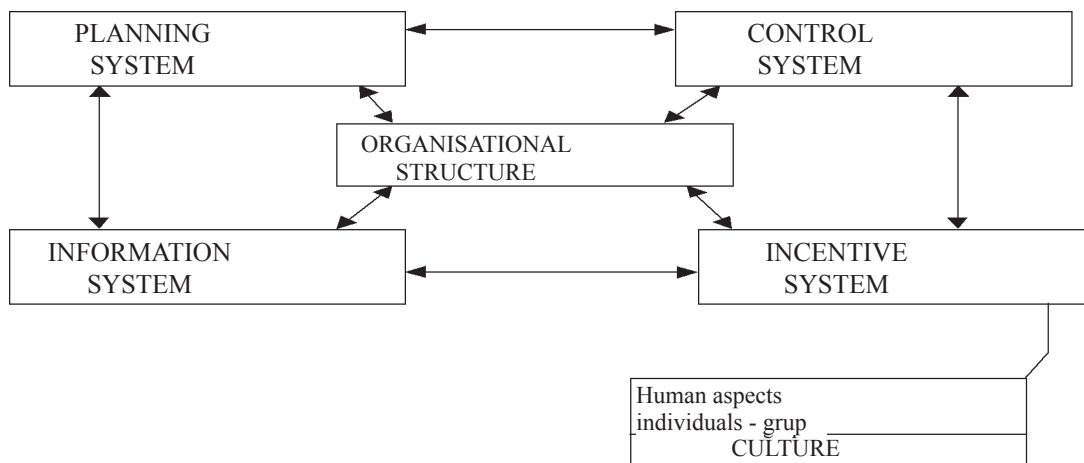 PLANNING
SYSTEM
CONTROL
SYSTEM
ORGANISATIONAL
STRUCTURE
INFORMATION
SYSTEM
INCENTIVE
SYSTEM
Human aspects
individuals - grup
CULTURE